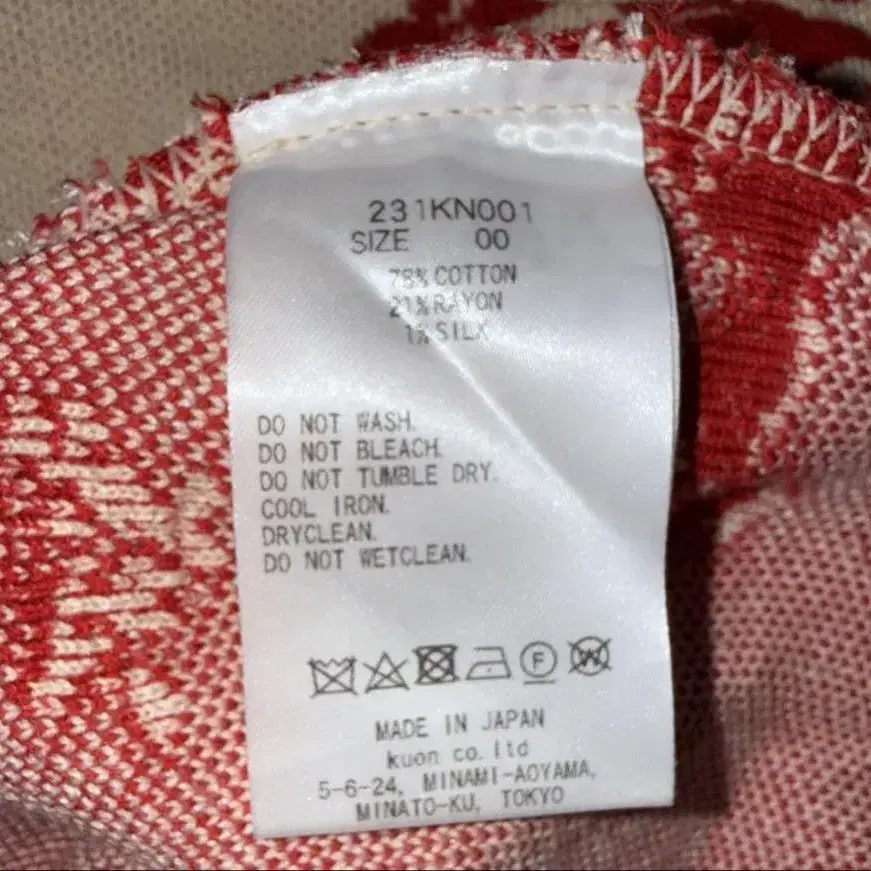 231KN001
SIZE 00
78% COTTON
21% RAYON
1% SILK
DO NOT WASH.
DO NOT BLEACH.
DO NOT TUMBLE DRY.
COOL IRON.
DRYCLEAN.
DO NOT WETCLEAN.
F W
MADE IN JAPAN
kuon co. ltd
5-6-24, MINAMI-AOYAMA,
MINATO-KU, TOKYO